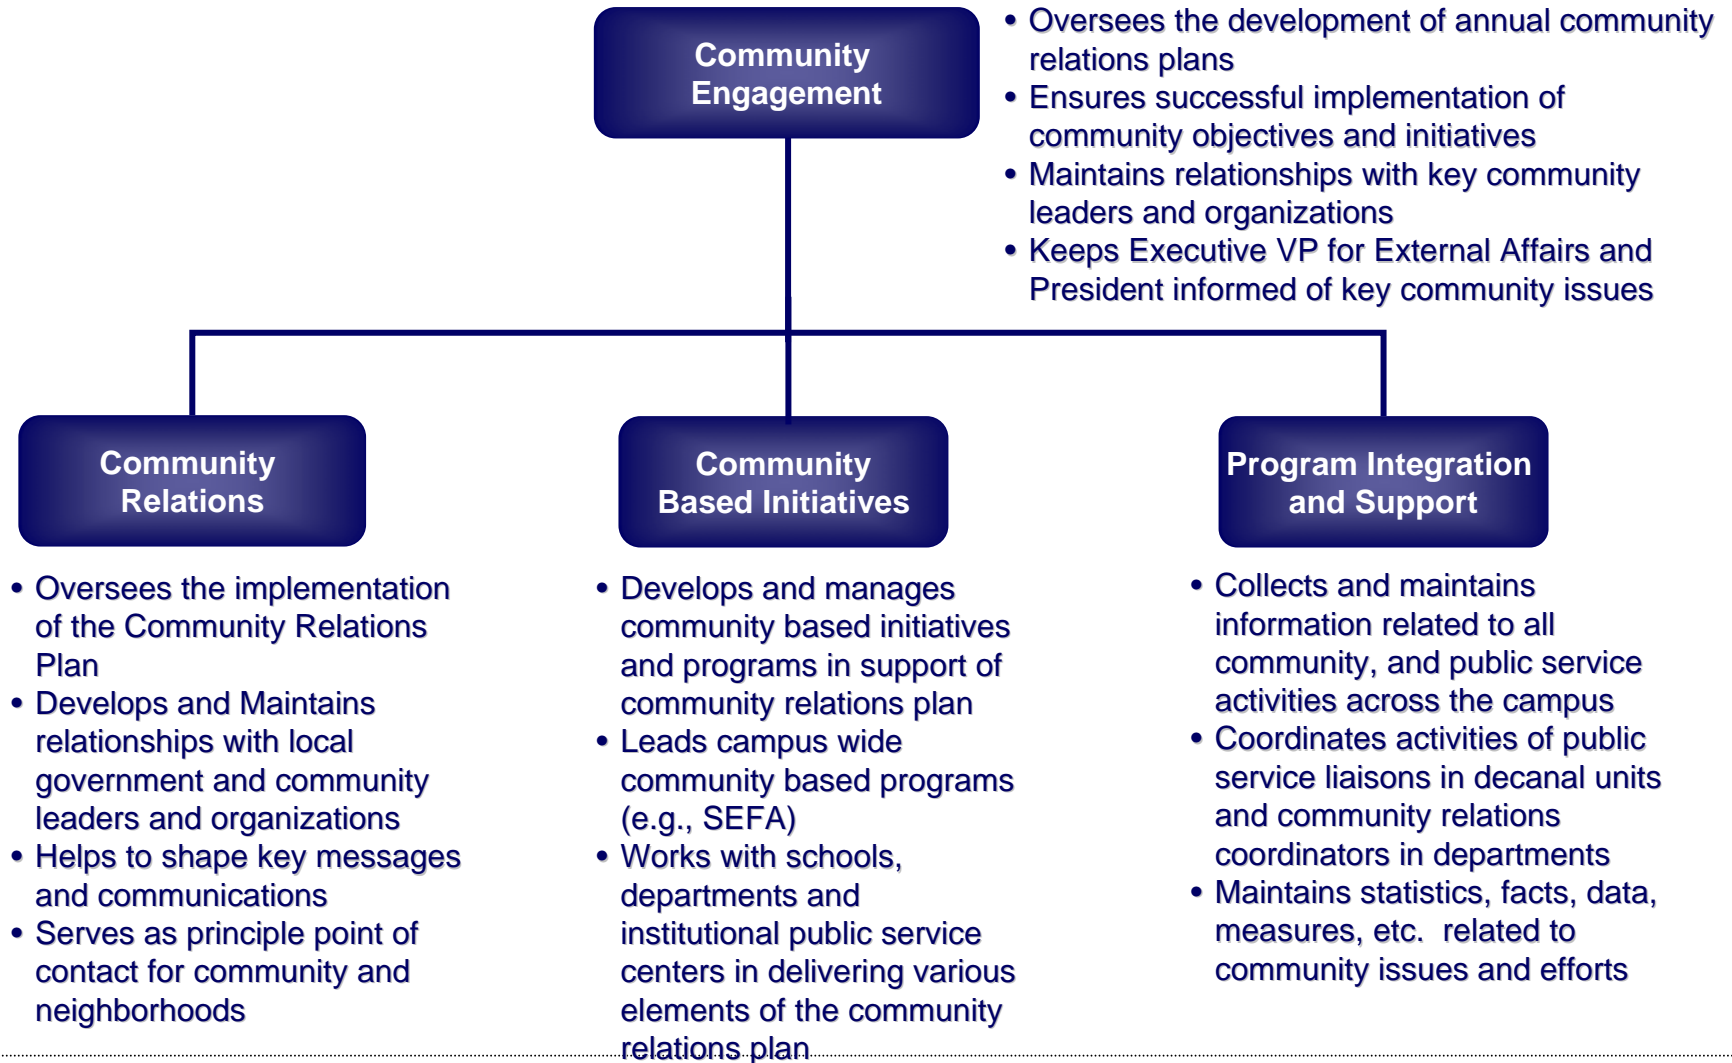 Community
Engagement
• Oversees the development of annual community
relations plans
• Ensures successful implementation of
community objectives and initiatives
• Maintains relationships with key community
leaders and organizations
• Keeps Executive VP for External Affairs and
President informed of key community issues
Community
Relations
• Oversees the implementation
of the Community Relations
Plan
• Develops and Maintains
relationships with local
government and community
leaders and organizations
• Helps to shape key messages
and communications
• Serves as principle point of
contact for community and
neighborhoods
Community
Based Initiatives
• Develops and manages
community based initiatives
and programs in support of
community relations plan
• Leads campus wide
community based programs
(e.g., SEFA)
• Works with schools,
departments and
institutional public service
centers in delivering various
elements of the community
relations plan
Program Integration
and Support
• Collects and maintains
information related to all
community, and public service
activities across the campus
• Coordinates activities of public
service liaisons in decanal units
and community relations
coordinators in departments
• Maintains statistics, facts, data,
measures, etc.  related to
community issues and efforts